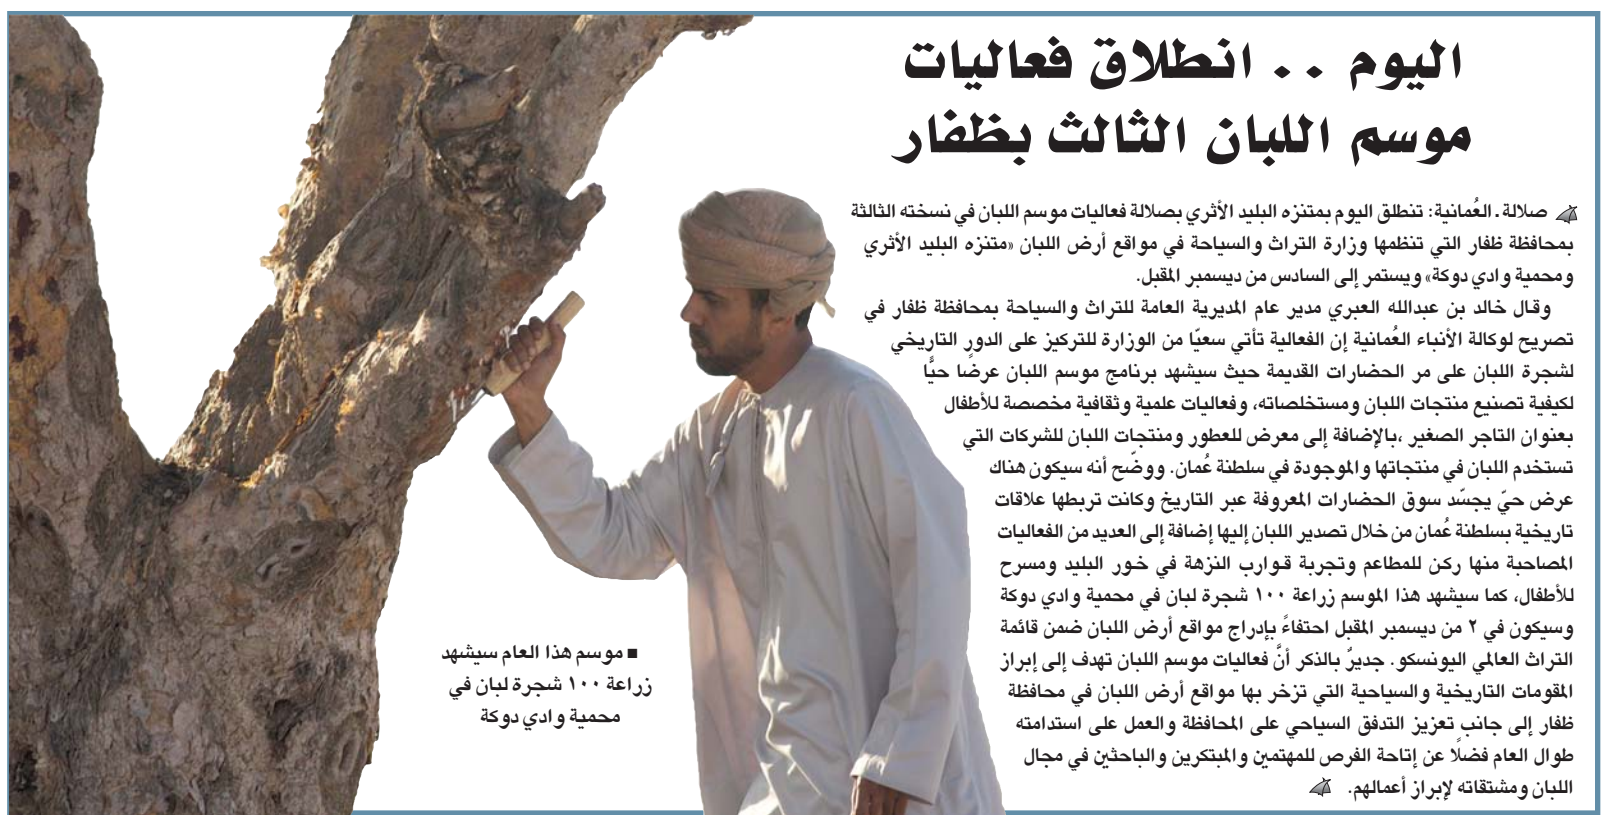 اليوم .. انطلاق فعاليات
موسم اللبان الثالث بظفار
صلالة. العُمانية: تنطلق اليوم بمتنزه البليد الأثري بصلالة فعاليات موسم اللبان في نسخته الثالثة
بمحافظة ظفار التي تنظمها وزارة التراث والسياحة في مواقع أرض اللبان «متنزه البليد الأثري
ومحمية وادي دوكة» ويستمر إلى السادس من ديسمبر المقبل.
وقال خالد بن عبدالله العبري مدير عام المديرية العامة للتراث والسياحة بمحافظة ظفار في
تصريح لوكالة الأنباء العُمانية إن الفعالية تأتي سعيًا من الوزارة للتركيز على الدور التاريخي
لشجرة اللبان على مر الحضارات القديمة حيث سيشهد برنامج موسم اللبان عرضا حيًّا
لكيفية تصنيع منتجات اللبان ومستخلصاته، وفعاليات علمية وثقافية مخصصة للأطفال
بعنوان التاجر الصغير ،بالإضافة إلى معرض للعطور ومنتجات اللبان للشركات التي
تستخدم اللبان في منتجاتها والموجودة في سلطنة عُمان. ووضّح أنه سيكون هناك
عرض حيّ يجسّد سوق الحضارات المعروفة عبر التاريخ وكانت تربطها علاقات
تاريخية بسلطنة عُمان من خلال تصدير اللبان إليها إضافة إلى العديد من الفعاليات
المصاحبة منها ركن للمطاعم وتجربة قوارب النزهة في خور البليد ومسرح
للأطفال، كما سيشهد هذا الموسم زراعة ١٠٠ شجرة لبان في محمية وادي دوكة
وسيكون في ٢ من ديسمبر المقبل احتفاءً بإدراج مواقع أرض اللبان ضمن قائمة
التراث العالمي اليونسكو. جديرٌ بالذكر أنَّ فعاليات موسم اللبان تهدف إلى إبراز
المقومات التاريخية والسياحية التي تزخر بها مواقع أرض اللبان في محافظة
ظفار إلى جانب تعزيز التدفق السياحي على المحافظة والعمل على استدامته
طوال العام فضلًا عن إتاحة الفرص للمهتمين والمبتكرين والباحثين في مجال
اللبان ومشتقاته لإبراز أعمالهم.
■ موسم هذا العام سيشهد
زراعة ١٠٠ شجرة لبان في
محمية وادي دوكة